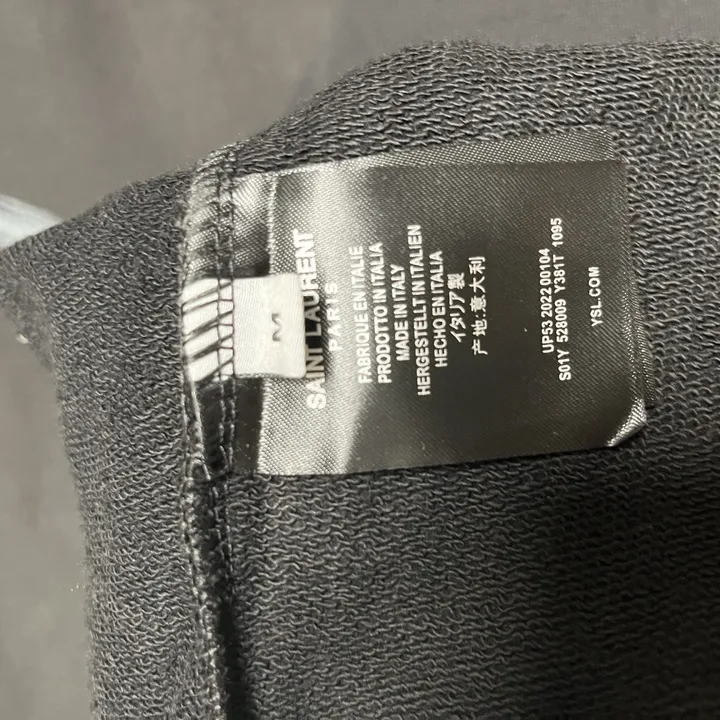 M
SAINT LAURENT
PARIS
FABRIQUE EN ITALIE
PRODOTTO IN ITALIA
MADE IN ITALY
HERGESTELLT IN ITALIEN
HECHO EN ITALIA
イタリア製
产地:意大利
UP53 2022 00104
S01Y 528009 Y381T 1095
YSL.COM